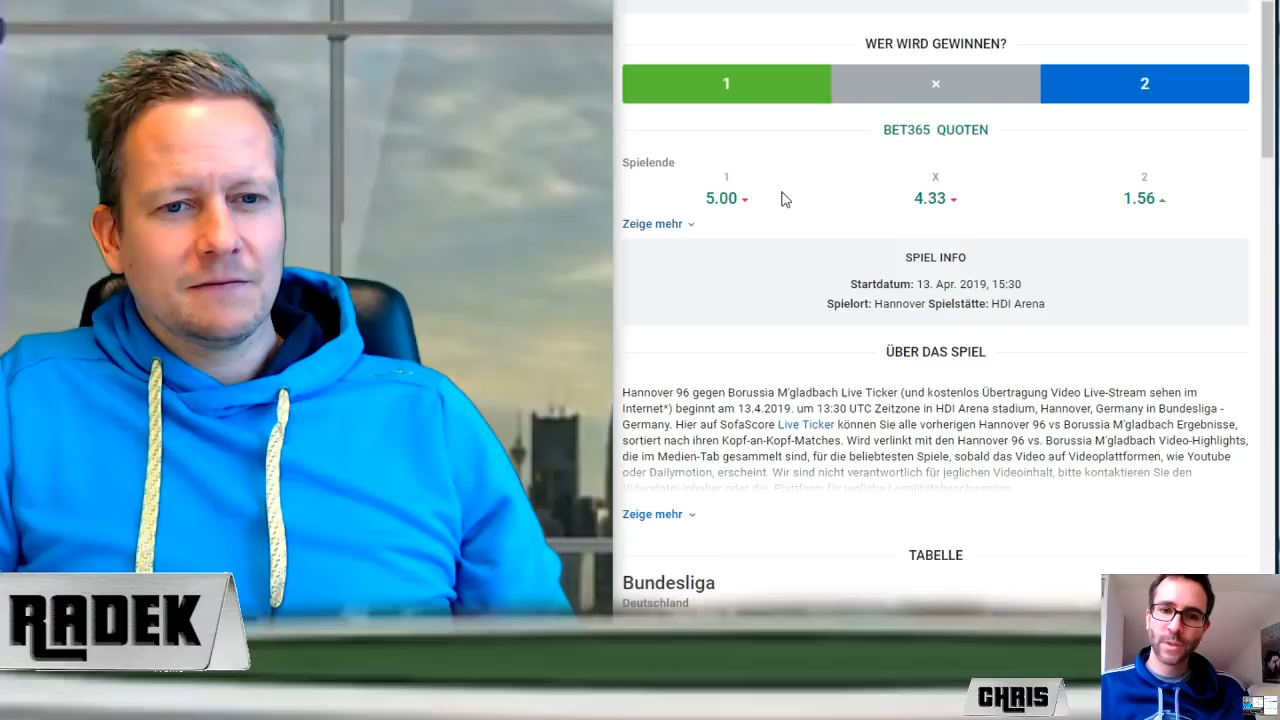 WER WIRD GEWINNEN?
1 × 2
BET365 QUOTEN
Spielende
1 X 2
5.00 4.33 1.56
Zeige mehr
SPIEL INFO
Startdatum: 13. Apr. 2019, 15:30
Spielort: Hannover Spielstätte: HDI Arena
ÜBER DAS SPIEL
Hannover 96 gegen Borussia M'gladbach Live Ticker (und kostenlos Übertragung Video Live-Stream sehen im
Internet*) beginnt am 13.4.2019. um 13:30 UTC Zeitzone in HDI Arena stadium, Hannover, Germany in Bundesliga -
Germany. Hier auf SofaScore Live Ticker können Sie alle vorherigen Hannover 96 vs Borussia M'gladbach Ergebnisse,
sortiert nach ihren Kopf-an-Kopf-Matches. Wird verlinkt mit den Hannover 96 vs. Borussia M'gladbach Video-Highlights,
die im Medien-Tab gesammelt sind, für die beliebtesten Spiele, sobald das Video auf Videoplattformen, wie Youtube
oder Dailymotion, erscheint. Wir sind nicht verantwortlich für jeglichen Videoinhalt, bitte kontaktieren Sie den
Zeige mehr
TABELLE
Bundesliga
Deutschland
RADEK
CHRIS